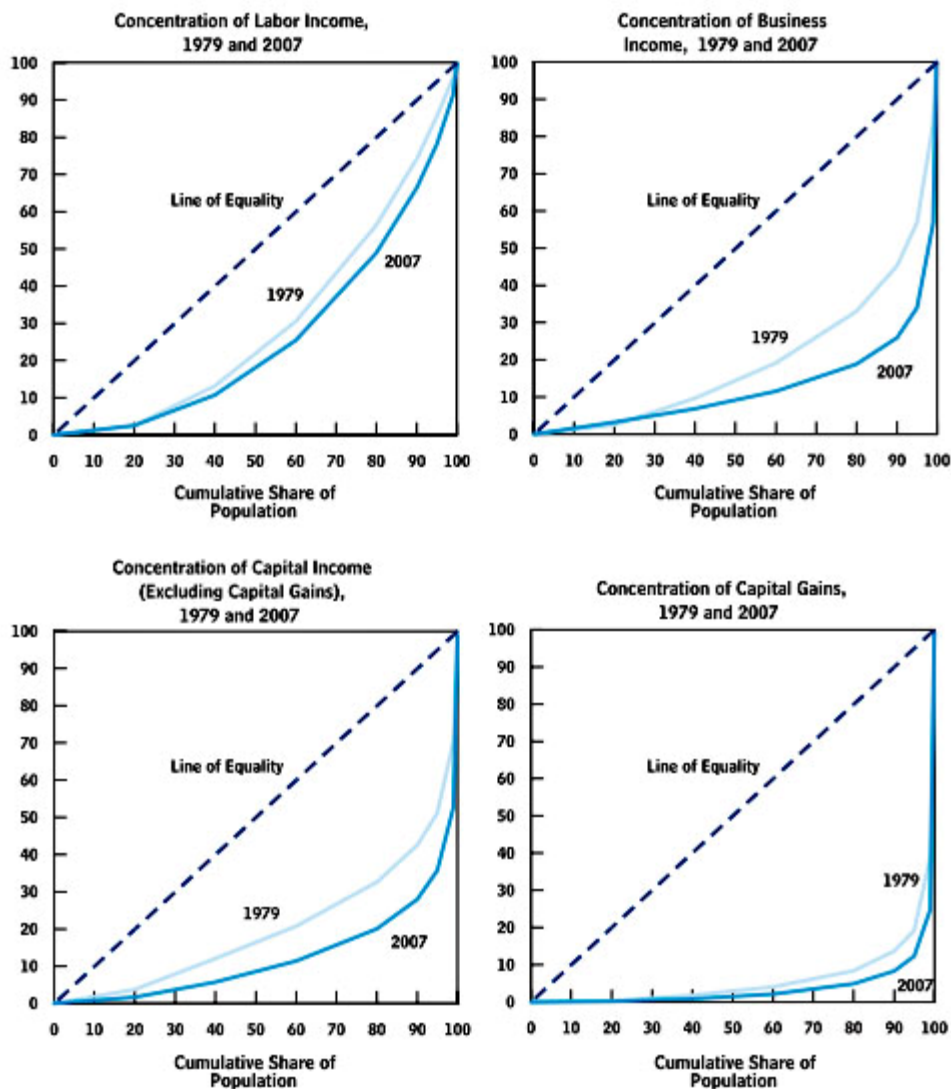 Concentration of Labor Income,
1979 and 2007
100
90
80
70
60
50
40
30
20
10
0
Line of Equality
1979
2007
0 10 20 30 40 50 60 70 80 90 100
Cumulative Share of
Population
Concentration of Business
Income, 1979 and 2007
100
90
80
70
60
50
40
30
20
10
0
Line of Equality
1979
2007
0 10 20 30 40 50 60 70 80 90 100
Cumulative Share of
Population
Concentration of Capital Income
(Excluding Capital Gains),
1979 and 2007
100
90
80
70
60
50
40
30
20
10
0
Line of Equality
1979
2007
0 10 20 30 40 50 60 70 80 90 100
Cumulative Share of
Population
Concentration of Capital Gains,
1979 and 2007
100
90
80
70
60
50
40
30
20
10
0
Line of Equality
1979
2007
0 10 20 30 40 50 60 70 80 90 100
Cumulative Share of
Population